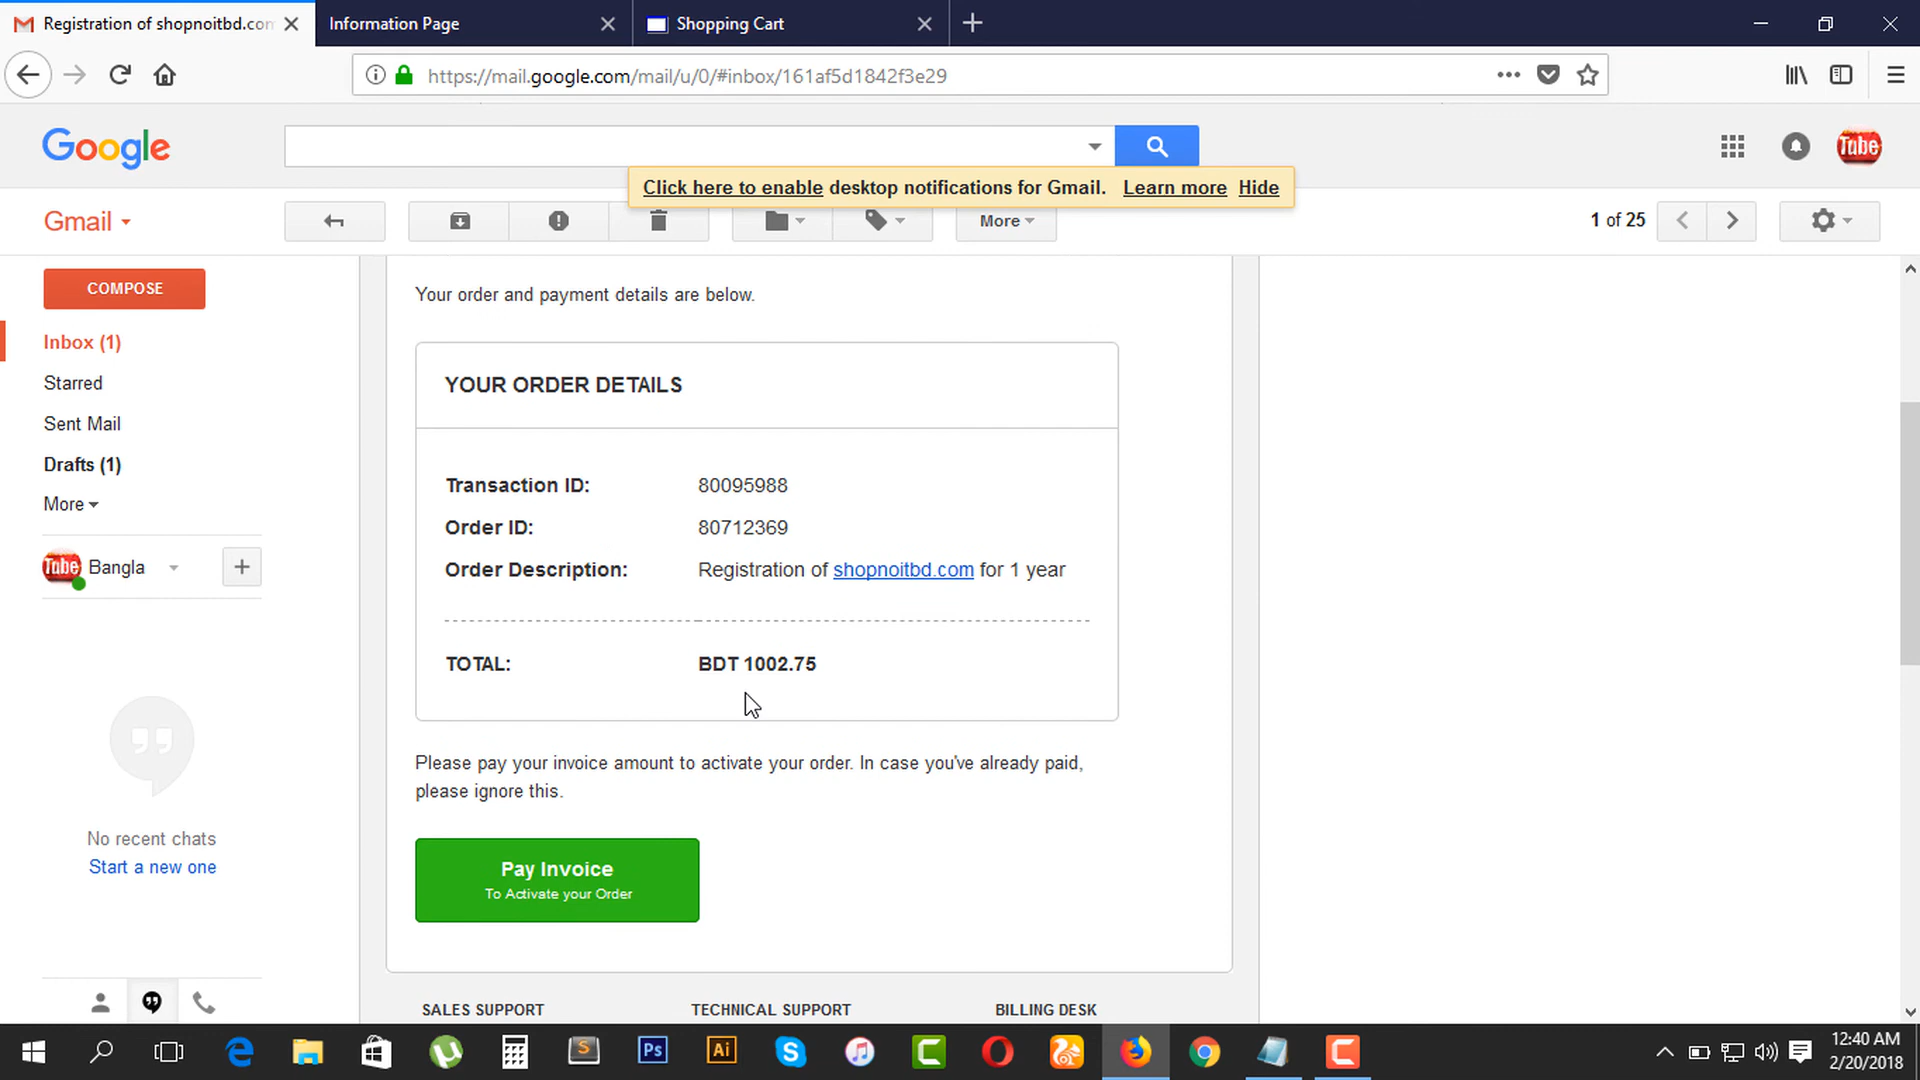 Registration of shopnoitbd.com
Information Page
Shopping Cart
https://mail.google.com/mail/u/0/#inbox/161af5d1842f3e29
Google
Tube
Click here to enable desktop notifications for Gmail. Learn more Hide
Gmail
More
1 of 25
COMPOSE
Your order and payment details are below.
Inbox (1)
Starred
YOUR ORDER DETAILS
Sent Mail
Drafts (1)
Transaction ID: 80095988
More
Order ID: 80712369
Tube Bangla
Order Description: Registration of shopnoitbd.com for 1 year
TOTAL: BDT 1002.75
Please pay your invoice amount to activate your order. In case you've already paid,
please ignore this.
No recent chats
Start a new one
Pay Invoice
To Activate your Order
SALES SUPPORT TECHNICAL SUPPORT BILLING DESK
Ps
Ai
12:40 AM
2/20/2018